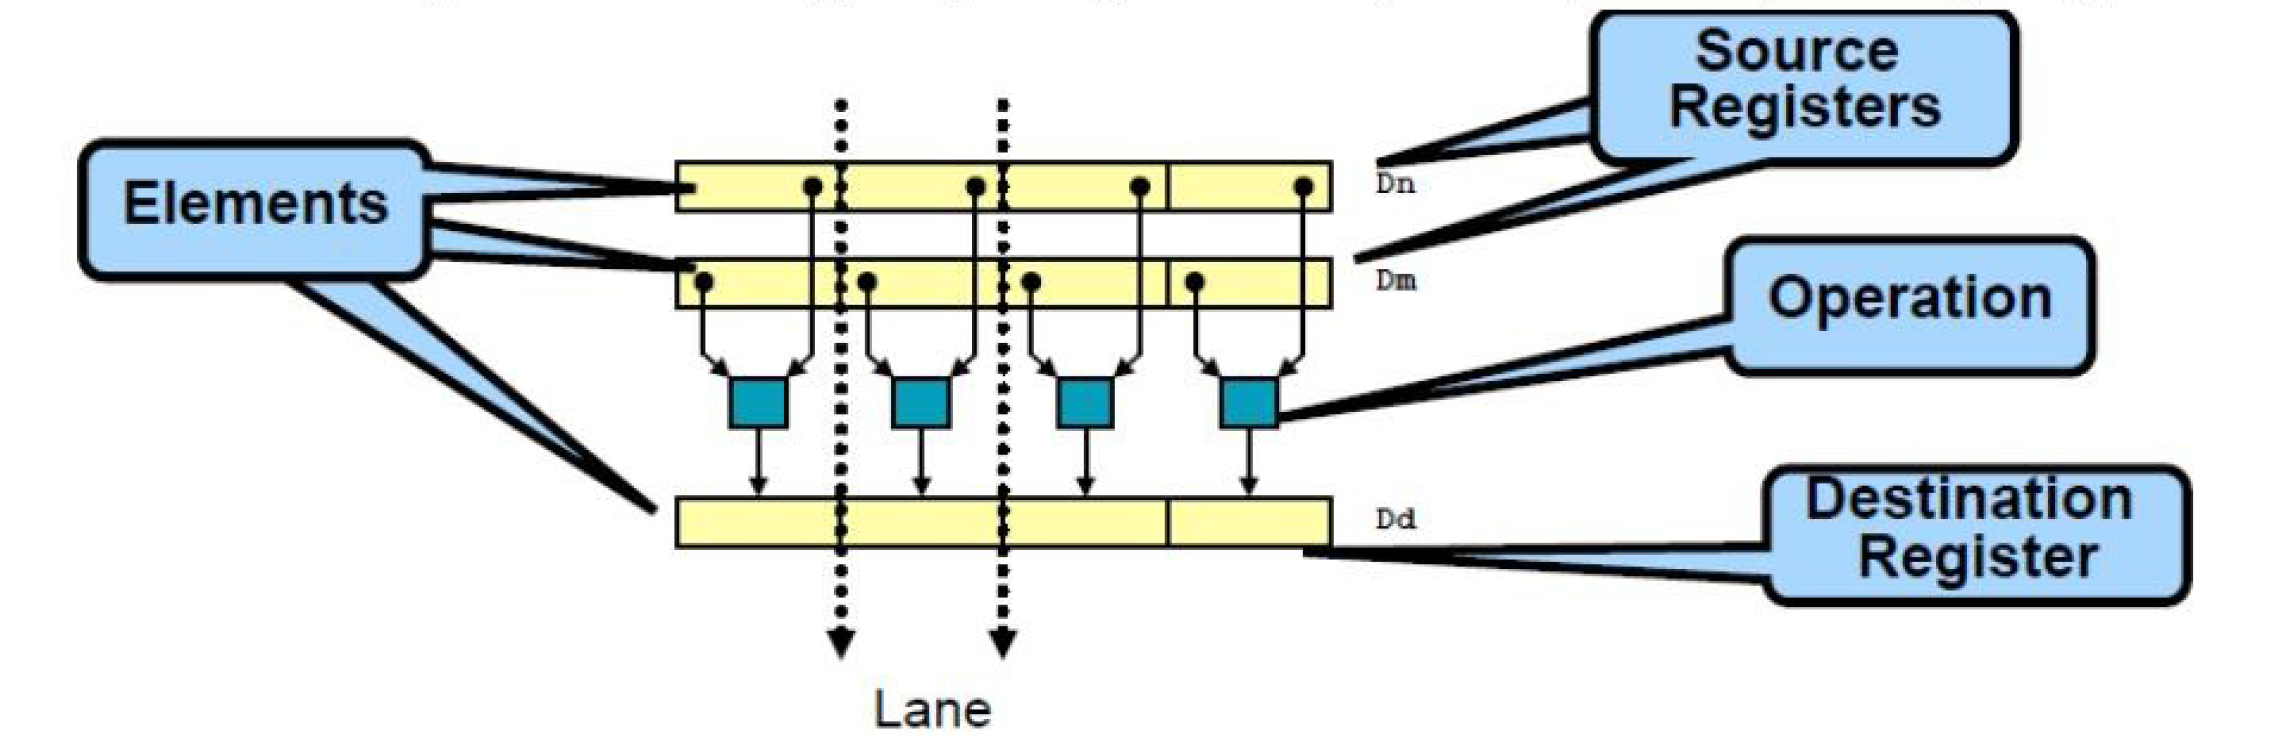 Source
Registers
Elements
Dn
Dm
Operation
Destination
Register
Dd
Lane